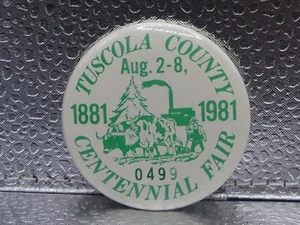 TUSCOLA COUNTY
Aug. 2-8,
1881 1981
0499
CENTENNIAL FAIR